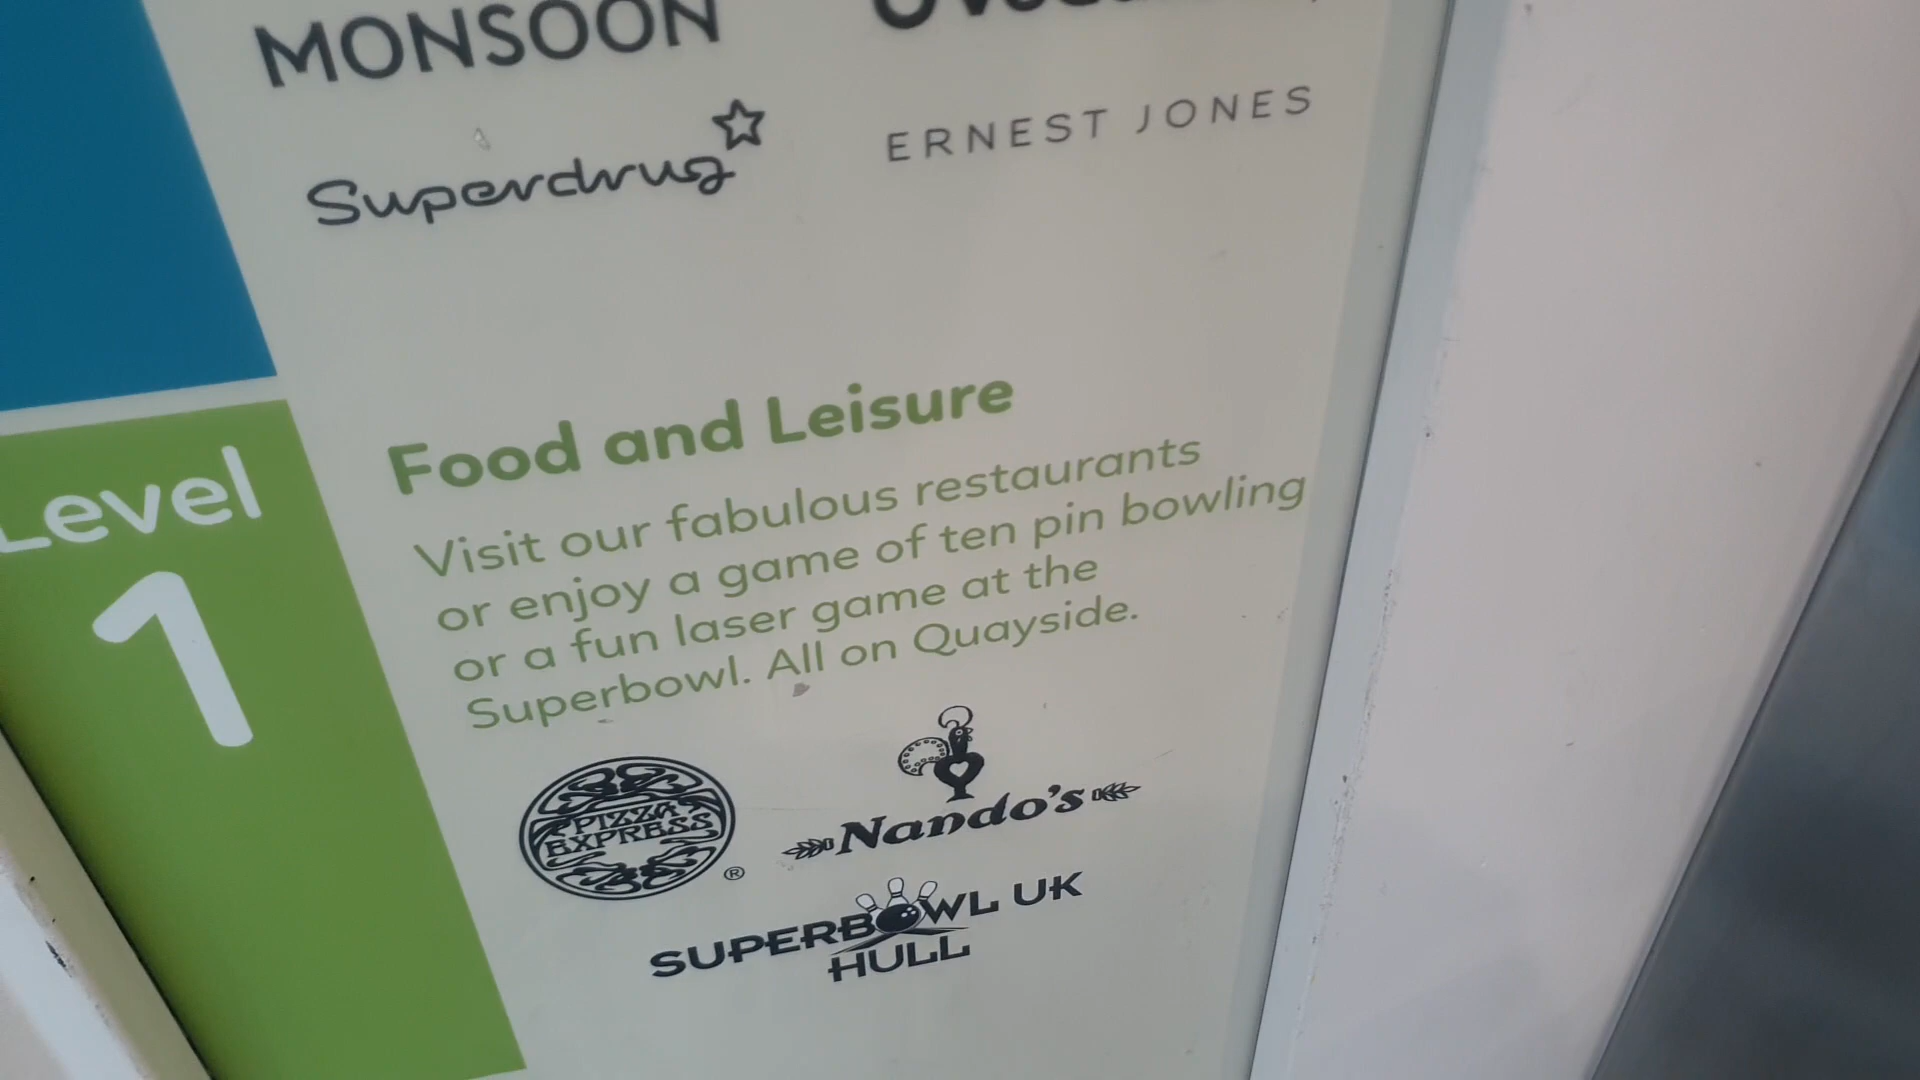 MONSOON
Superdrug
ERNEST JONES
Level
1
Food and Leisure
Visit our fabulous restaurants
or enjoy a game of ten pin bowling
or a fun laser game at the
Superbowl. All on Quayside.
PIZZA
EXPRESS
®
Nando's
SUPERBOWL UK
HULL